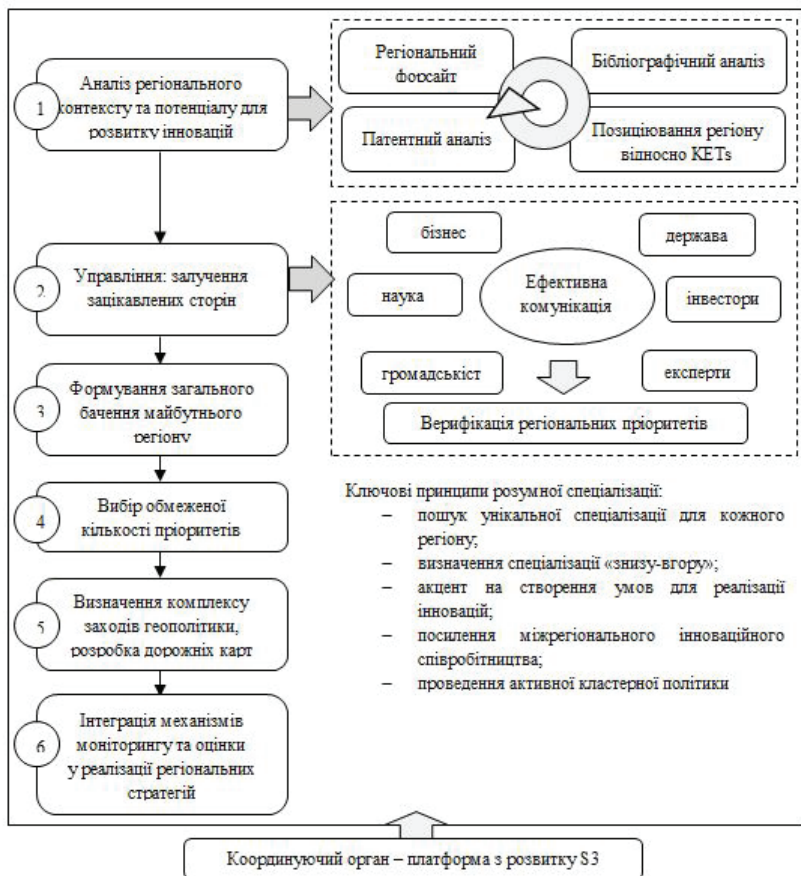 1
Аналіз регіонального
контексту та потенціалу для
розвитку інновацій
Регіональний
форсайт
Бібліографічний аналіз
Патентний аналіз
Позиціювання регіону
відносно KETs
2
Управління: залучення
зацікавлених сторін
бізнес
держава
наука
Ефективна
комунікація
інвестори
громадськіст
експерти
Верифікація регіональних пріоритетів
3
Формування загального
бачення майбутнього
регіону
4
Вибір обмеженої
кількості пріоритетів
5
Визначення комплексу
заходів геополітики,
розробка дорожніх карт
6
Інтеграція механізмів
моніторингу та оцінки
у реалізації регіональних
стратегій
Ключові принципи розумної спеціалізації:
– пошук унікальної спеціалізації для кожного
регіону;
– визначення спеціалізації «знизу-вгору»;
– акцент на створення умов для реалізації
інновацій;
– посилення міжрегіонального інноваційного
співробітництва;
– проведення активної кластерної політики
Координуючий орган – платформа з розвитку S3